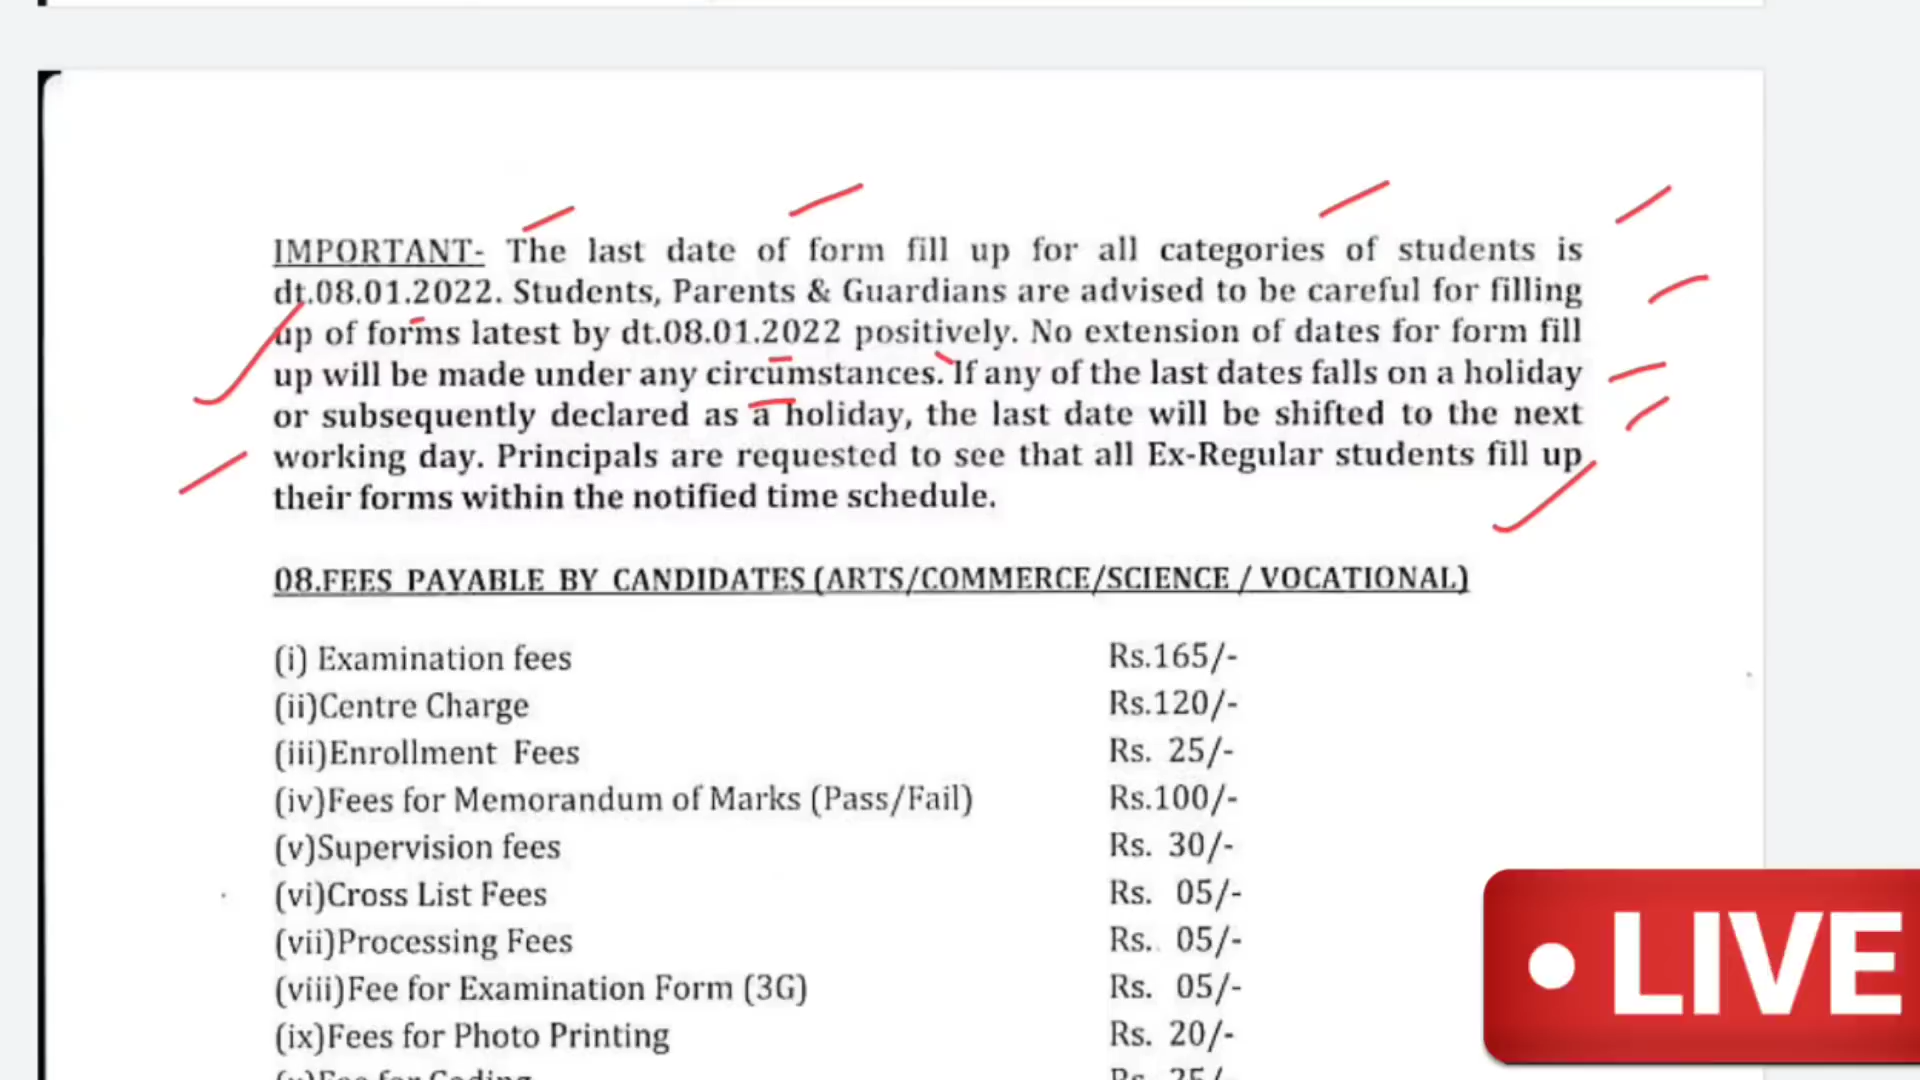 IMPORTANT- The last date of form fill up for all categories of students is
dt.08.01.2022. Students, Parents & Guardians are advised to be careful for filling
up of forms latest by dt.08.01.2022 positively. No extension of dates for form fill
up will be made under any circumstances. If any of the last dates falls on a holiday
or subsequently declared as a holiday, the last date will be shifted to the next
working day. Principals are requested to see that all Ex-Regular students fill up
their forms within the notified time schedule.
08.FEES PAYABLE BY CANDIDATES (ARTS/COMMERCE/SCIENCE / VOCATIONAL)
(i) Examination fees Rs.165/-
(ii)Centre Charge Rs.120/-
(iii)Enrollment Fees Rs. 25/-
(iv)Fees for Memorandum of Marks (Pass/Fail) Rs.100/-
(v)Supervision fees Rs. 30/-
(vi)Cross List Fees Rs. 05/-
(vii)Processing Fees Rs. 05/-
(viii)Fee for Examination Form (3G) Rs. 05/-
(ix)Fees for Photo Printing Rs. 20/-
LIVE